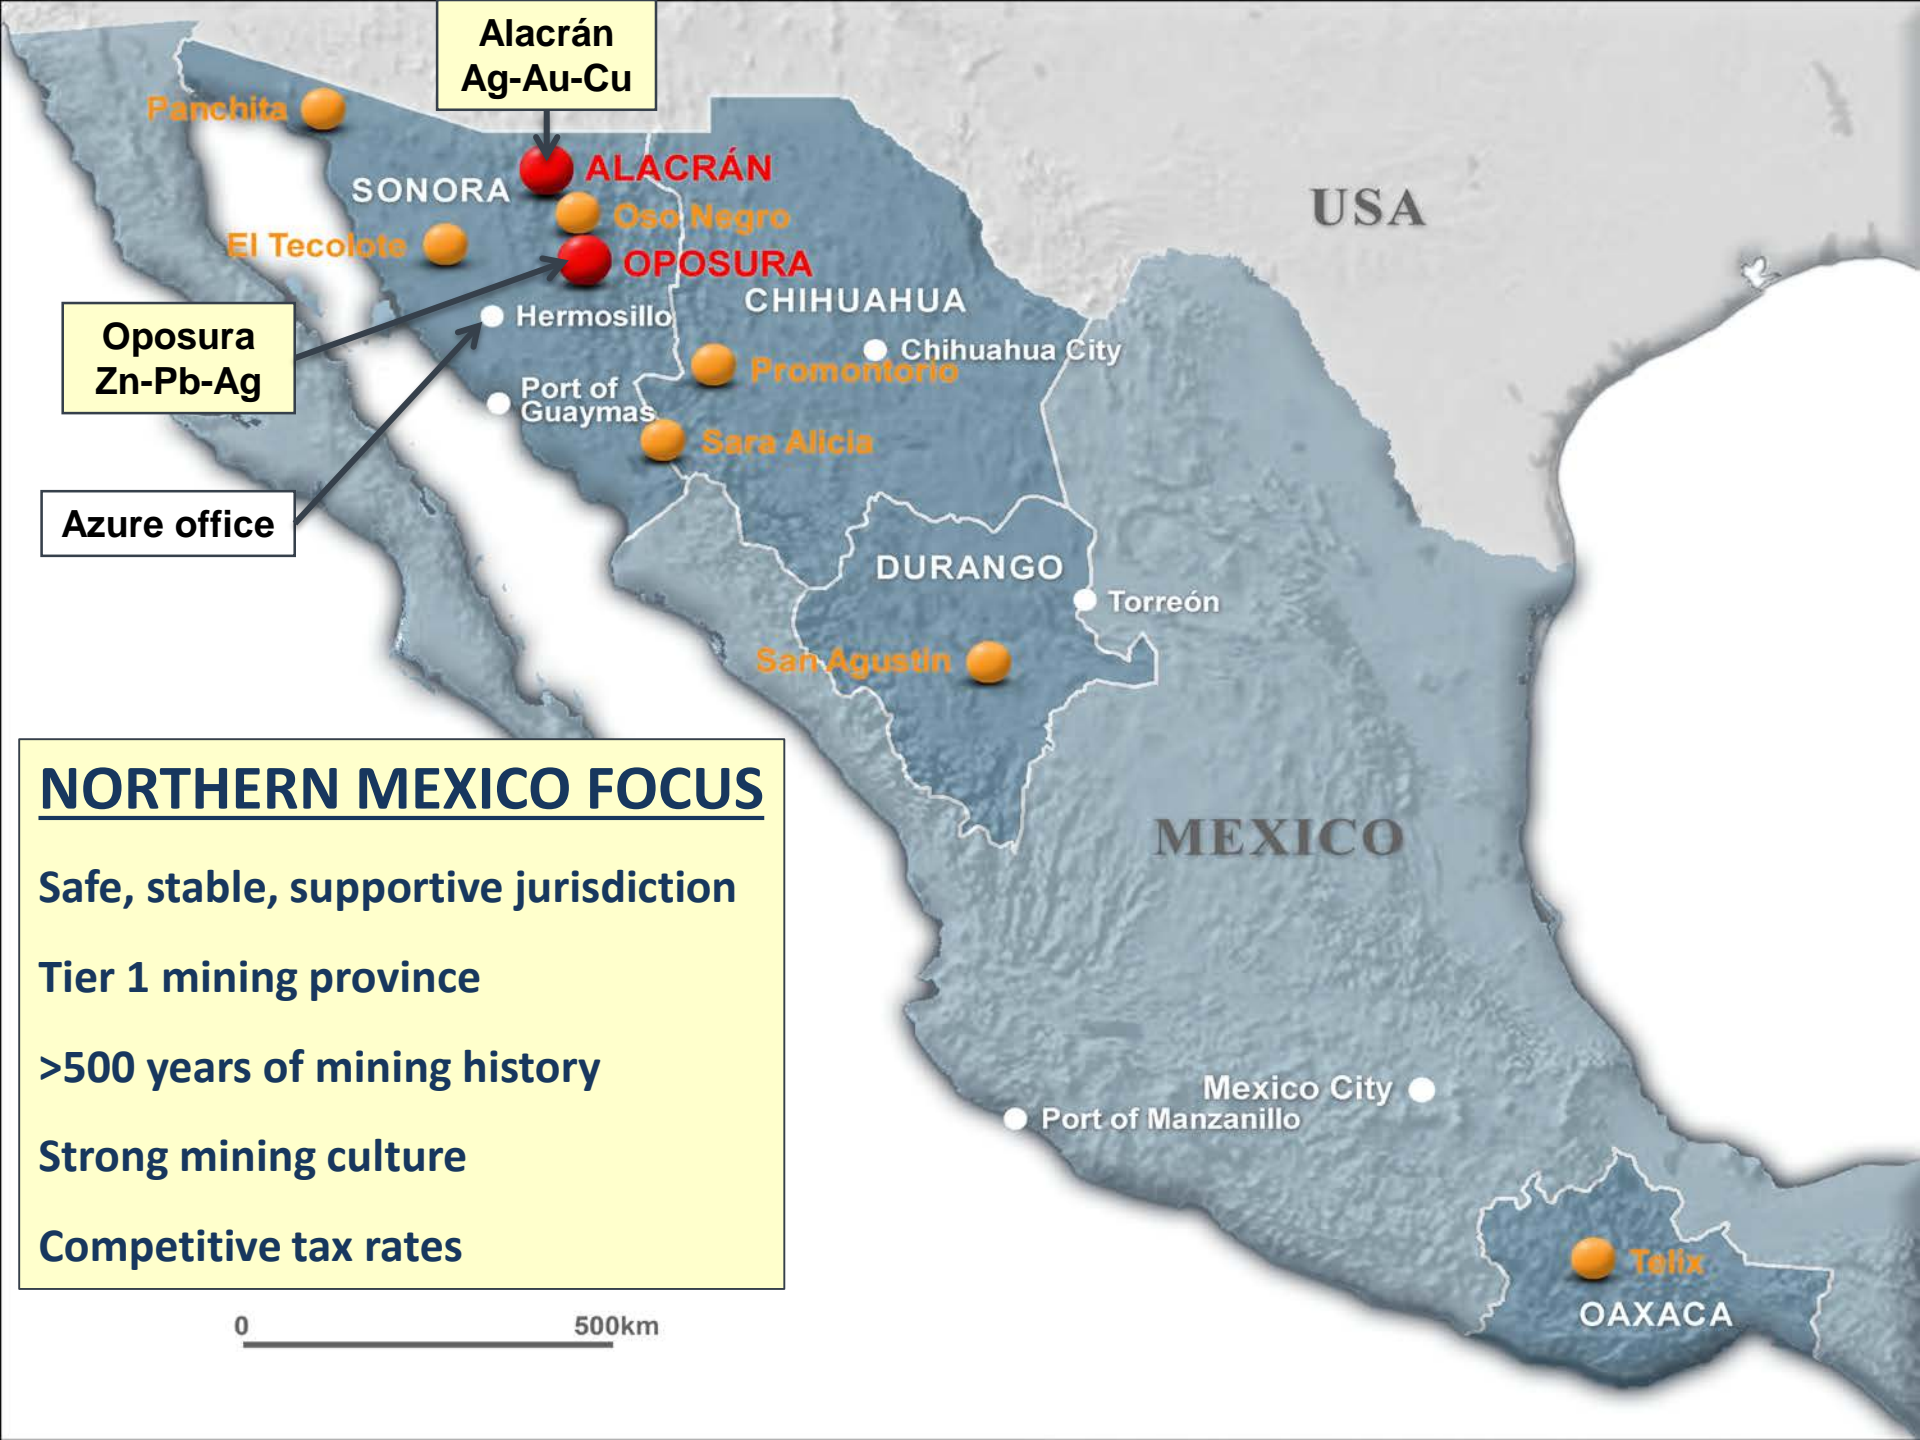 Alacrán
Ag-Au-Cu
Panchita
ALACRÁN
SONORA
Oso Negro
El Tecolote
OPOSURA
USA
CHIHUAHUA
Hermosillo
Oposura
Zn-Pb-Ag
Chihuahua City
Promontorio
Port of
Guaymas
Sara Alicia
Azure office
DURANGO
Torreón
San Agustin
NORTHERN MEXICO FOCUS
Safe, stable, supportive jurisdiction
Tier 1 mining province
>500 years of mining history
Strong mining culture
Competitive tax rates
MEXICO
Mexico City
Port of Manzanillo
Telix
OAXACA
0 500km